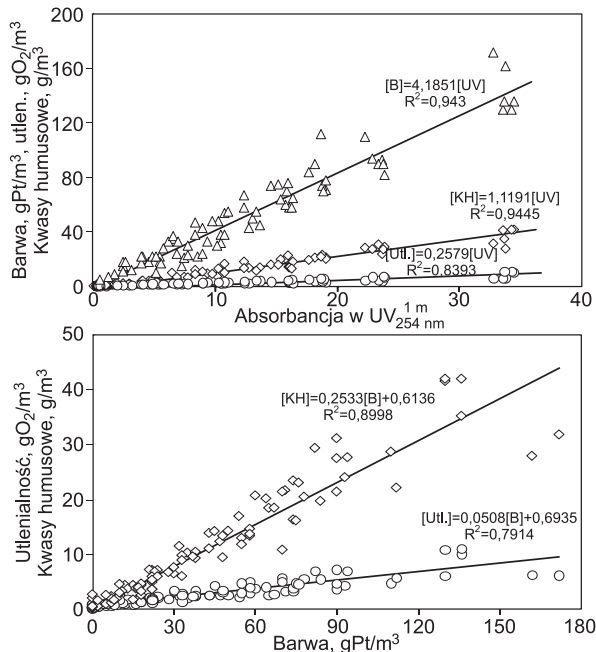 Barwa, gPt/m³, utlen., gO₂/m³
Kwasy humusowe, g/m³
200
160
120
80
40
0
[B]=4,1851[UV]
R²=0,943
[KH]=1,1191[UV]
R²=0,9445
[Utl.]=0,2579[UV]
R²=0,8393
0
10
20
30
40
Absorbancja w UV 1 m 254 nm
Utlenialność, gO₂/m³
Kwasy humusowe, g/m³
50
40
30
20
10
0
[KH]=0,2533[B]+0,6136
R²=0,8998
[Utl.]=0,0508[B]+0,6935
R²=0,7914
0
30
60
90
120
150
180
Barwa, gPt/m³